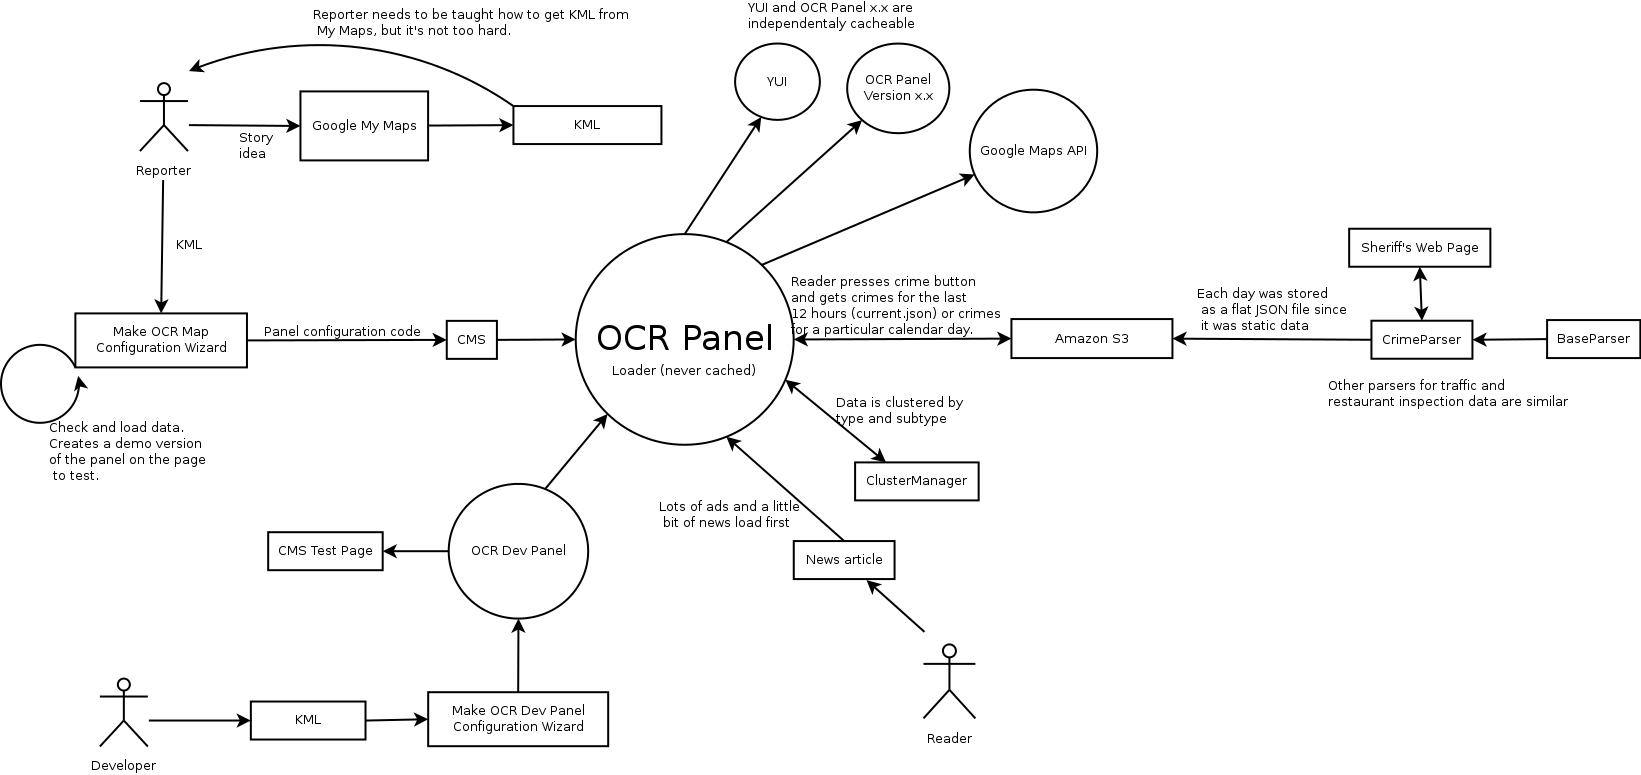 Reporter needs to be taught how to get KML from
My Maps, but it's not too hard.
YUI and OCR Panel x.x are
independentaly cacheable
YUI
OCR Panel
Version x.x
Google My Maps
KML
Story
idea
Reporter
Google Maps API
KML
Sheriff's Web Page
Reader presses crime button
and gets crimes for the last
12 hours (current.json) or crimes
for a particular calendar day.
Each day was stored
as a flat JSON file since
it was static data
Make OCR Map
Configuration Wizard
Panel configuration code
CMS
OCR Panel
Loader (never cached)
Amazon S3
CrimeParser
BaseParser
Other parsers for traffic and
restaurant inspection data are similar
Check and load data.
Creates a demo version
of the panel on the page
to test.
Data is clustered by
type and subtype
ClusterManager
Lots of ads and a little
bit of news load first
CMS Test Page
OCR Dev Panel
News article
Reader
KML
Make OCR Dev Panel
Configuration Wizard
Developer